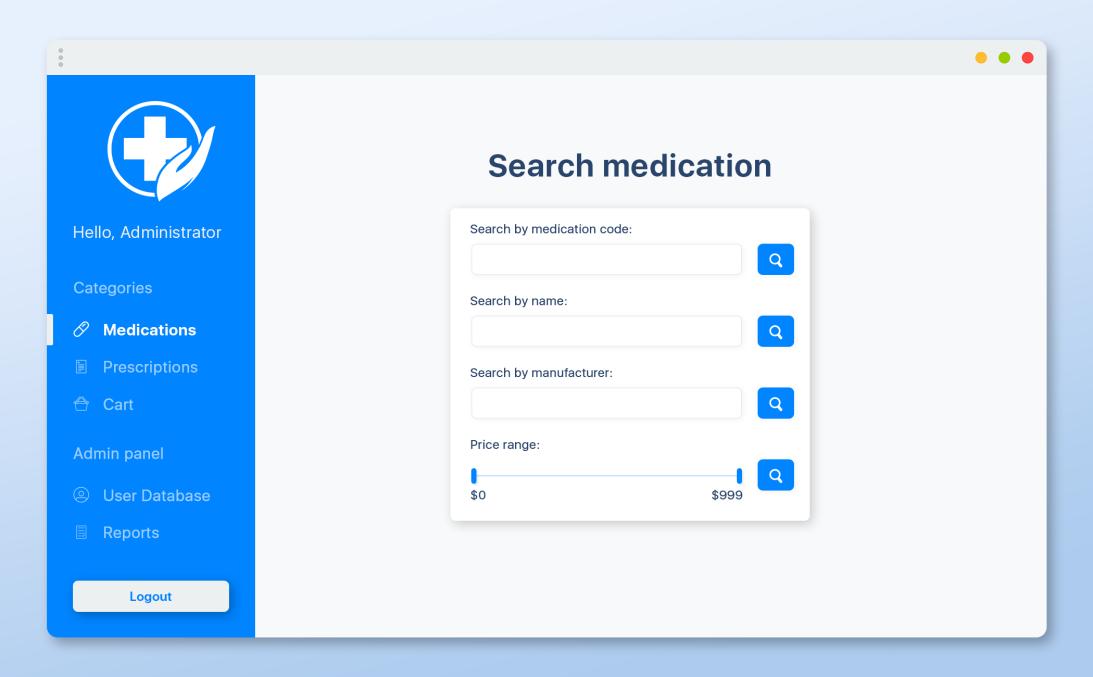 Hello, Administrator
Categories
Medications
Prescriptions
Cart
Admin panel
User Database
Reports
Logout
Search medication
Search by medication code:
Search by name:
Search by manufacturer:
Price range:
$0 $999